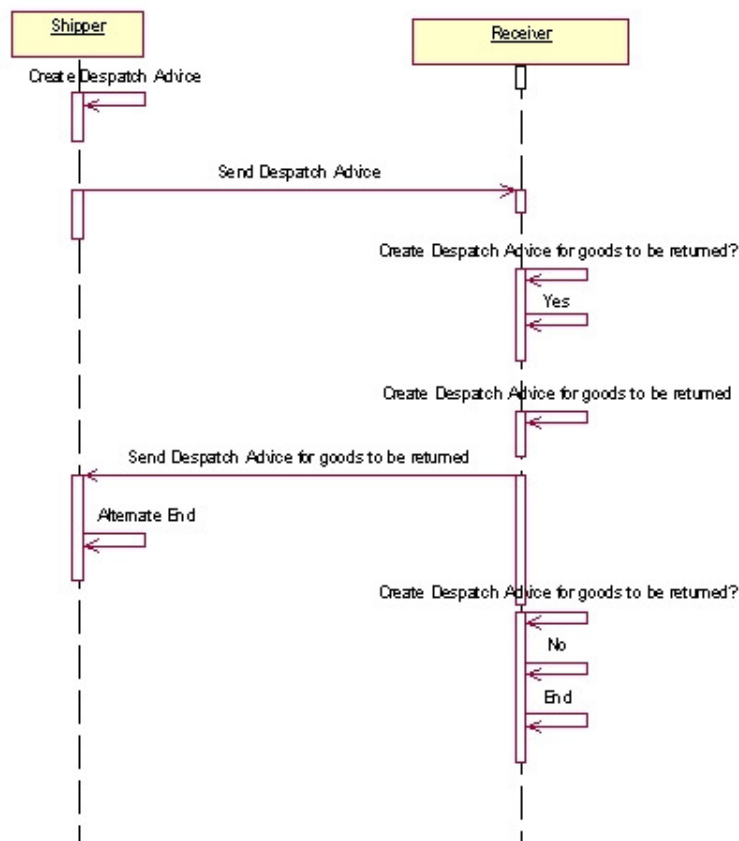 Shipper
Receiver
Create Despatch Advice
Send Despatch Advice
Create Despatch Advice for goods to be returned?
Yes
Create Despatch Advice for goods to be returned
Send Despatch Advice for goods to be returned
Alternate End
Create Despatch Advice for goods to be returned?
No
End